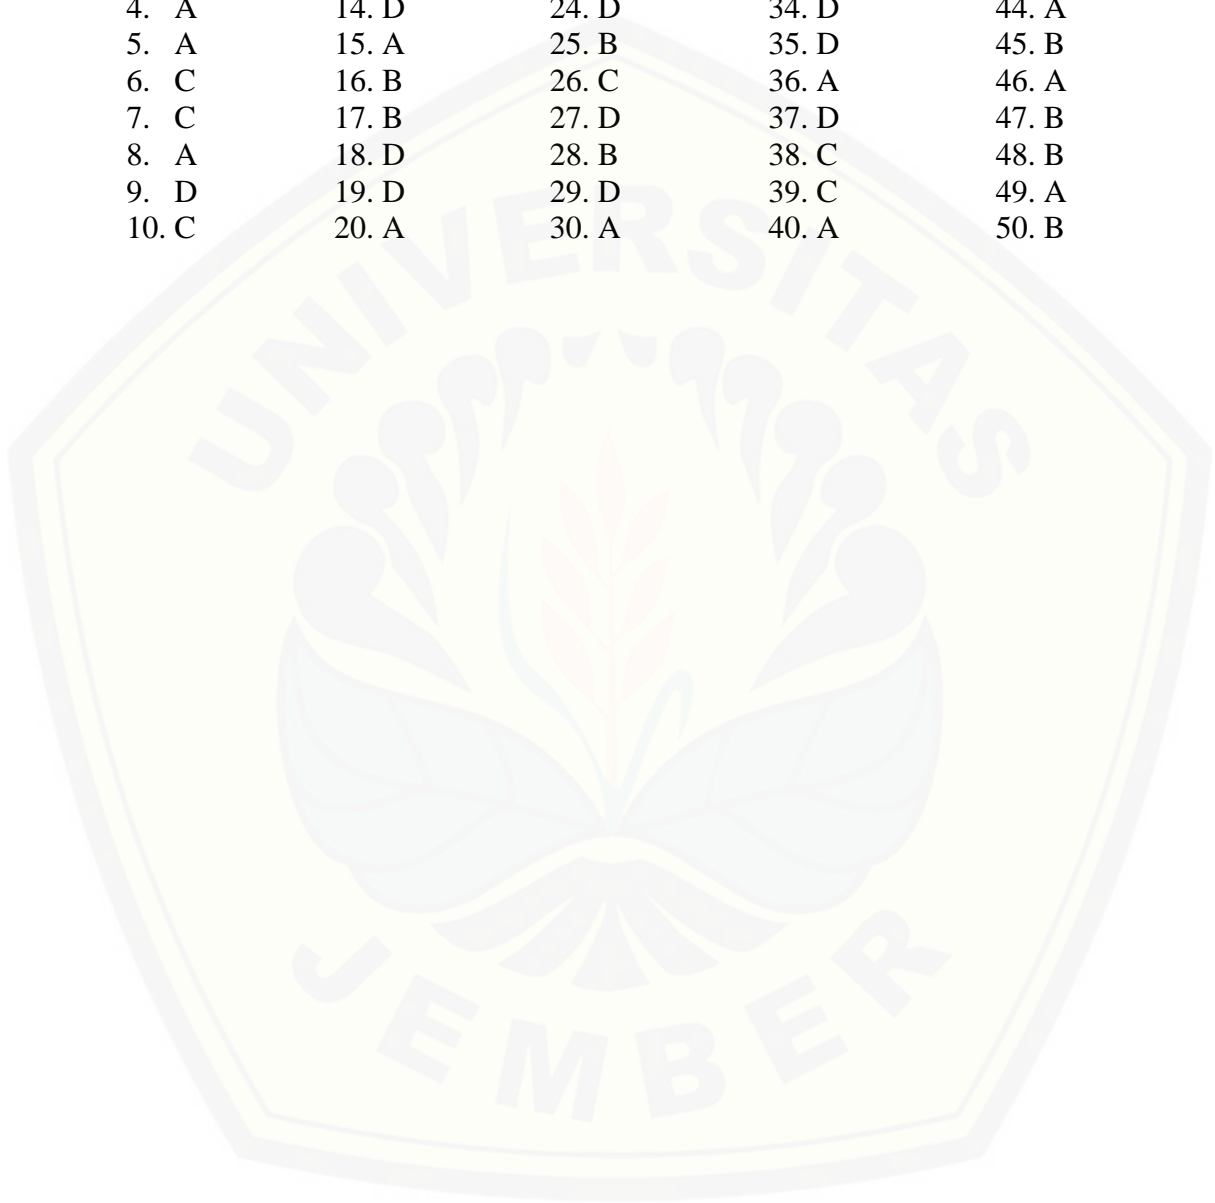 4. A 14. D 24. D 34. D 44. A
5. A 15. A 25. B 35. D 45. B
6. C 16. B 26. C 36. A 46. A
7. C 17. B 27. D 37. D 47. B
8. A 18. D 28. B 38. C 48. B
9. D 19. D 29. D 39. C 49. A
10. C 20. A 30. A 40. A 50. B
UNIVERSITAS
JEMBER